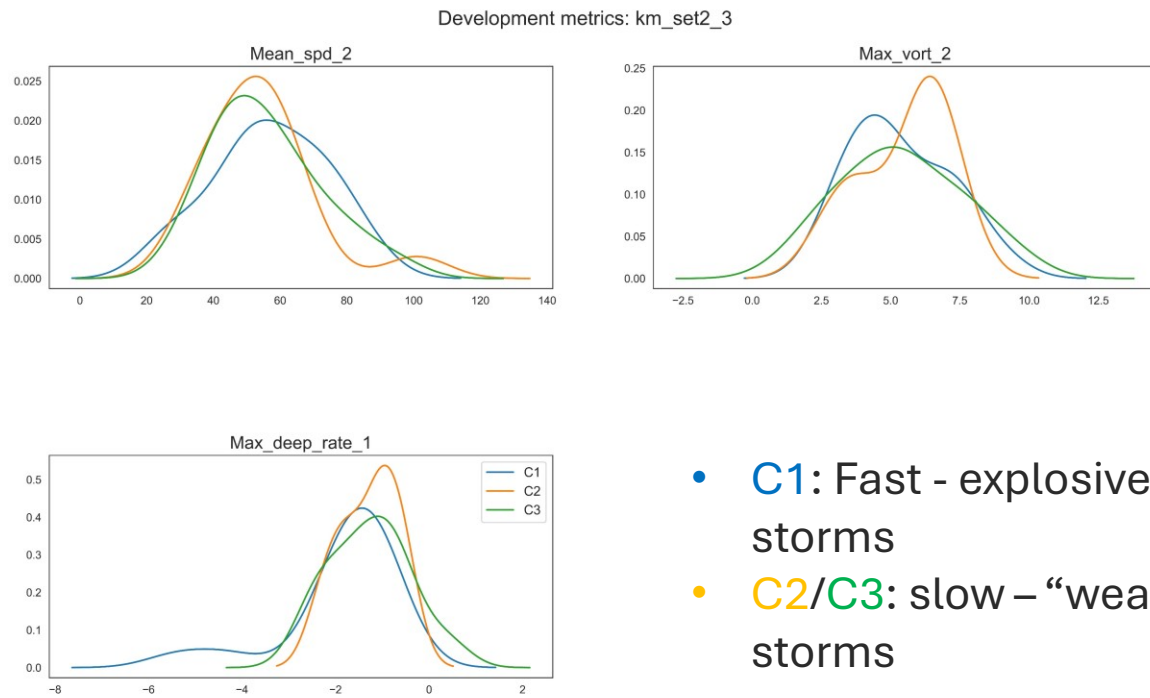 Development metrics: km_set2_3
Mean_spd_2
0.025
0.020
0.015
0.010
0.005
0.000
0 20 40 60 80 100 120 140
Max_vort_2
0.25
0.20
0.15
0.10
0.05
0.00
−2.5 0.0 2.5 5.0 7.5 10.0 12.5
Max_deep_rate_1
0.5
0.4
0.3
0.2
0.1
0.0
−8 −6 −4 −2 0 2
C1
C2
C3
• C1: Fast - explosive
storms
• C2/C3: slow – “wea
storms